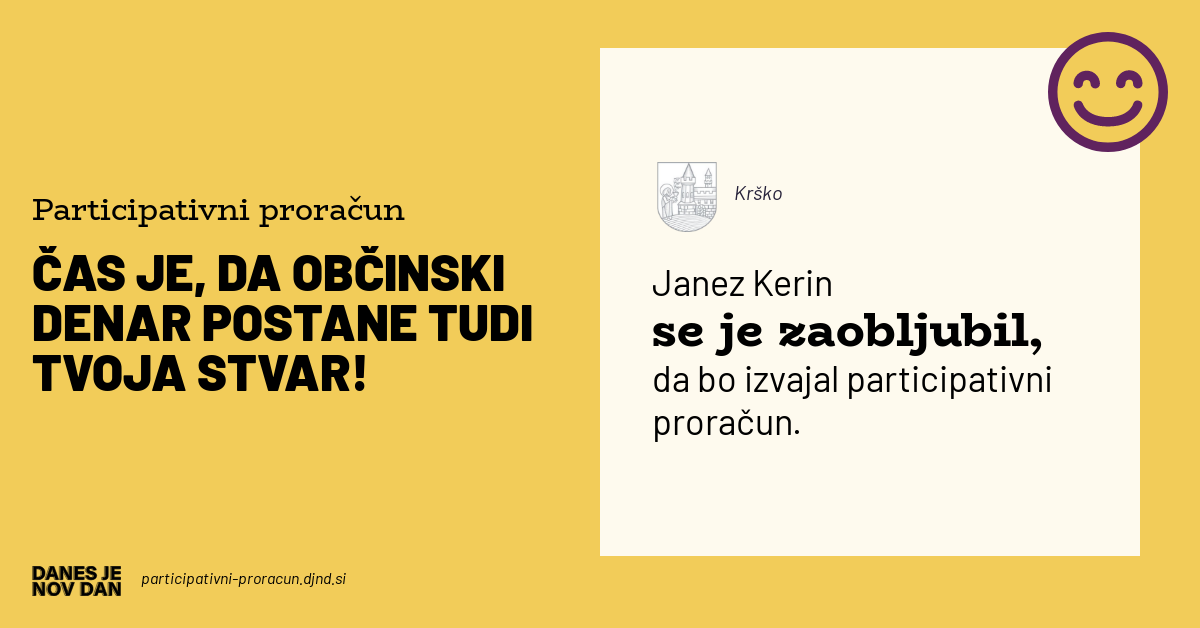 Participativni proračun
ČAS JE, DA OBČINSKI
DENAR POSTANE TUDI
TVOJA STVAR!
DANES JE
NOV DAN
participativni-proracun.djnd.si
Krško
Janez Kerin
se je zaobljubil,
da bo izvajal participativni
proračun.